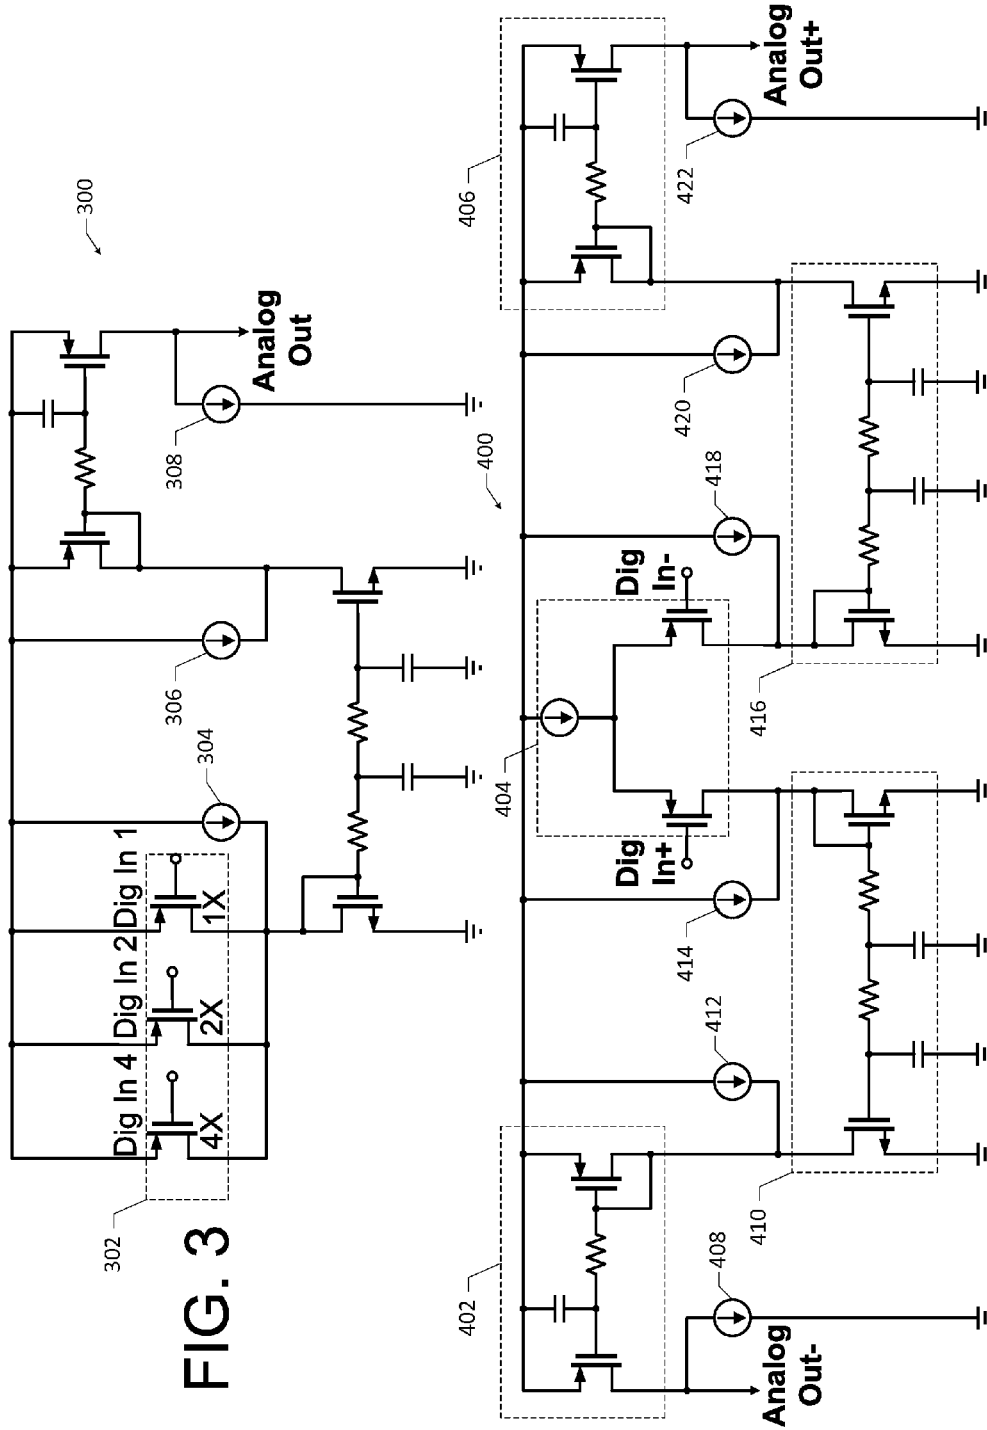 300
Dig In 4
Dig In 2
Dig In 1
4X
2X
1X
302
304
306
308
Analog
Out
FIG. 3
400
402
404
406
Dig
In+
Dig
In-
408
410
412
414
416
418
420
422
Analog
Out-
Analog
Out+